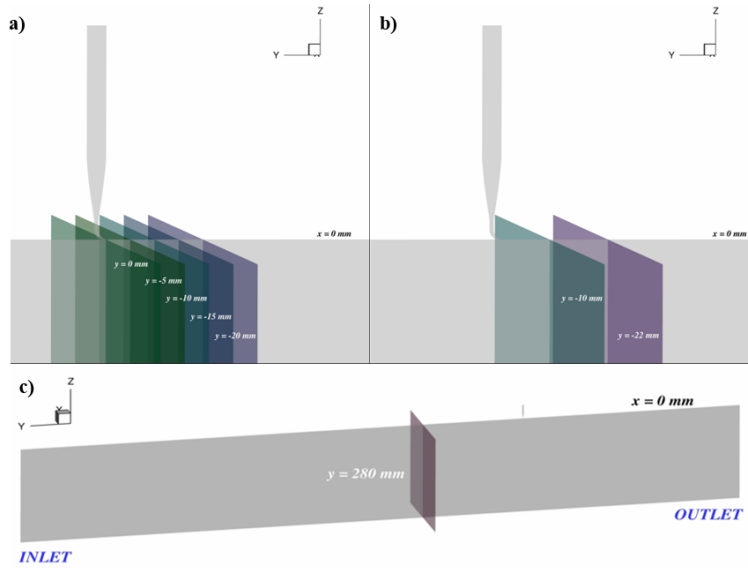 a)
Z
Y
x = 0 mm
y = 0 mm
y = -5 mm
y = -10 mm
y = -15 mm
y = -20 mm
b)
Z
Y
x = 0 mm
y = -10 mm
y = -22 mm
c)
Z
X
Y
x = 0 mm
y = 280 mm
OUTLET
INLET